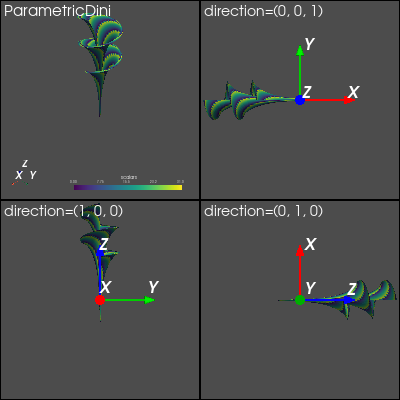 ParametricDini
Z
X Y
scalars
direction=(0, 0, 1)
Y
Z X
direction=(1, 0, 0)
Z
X Y
direction=(0, 1, 0)
X
Y Z